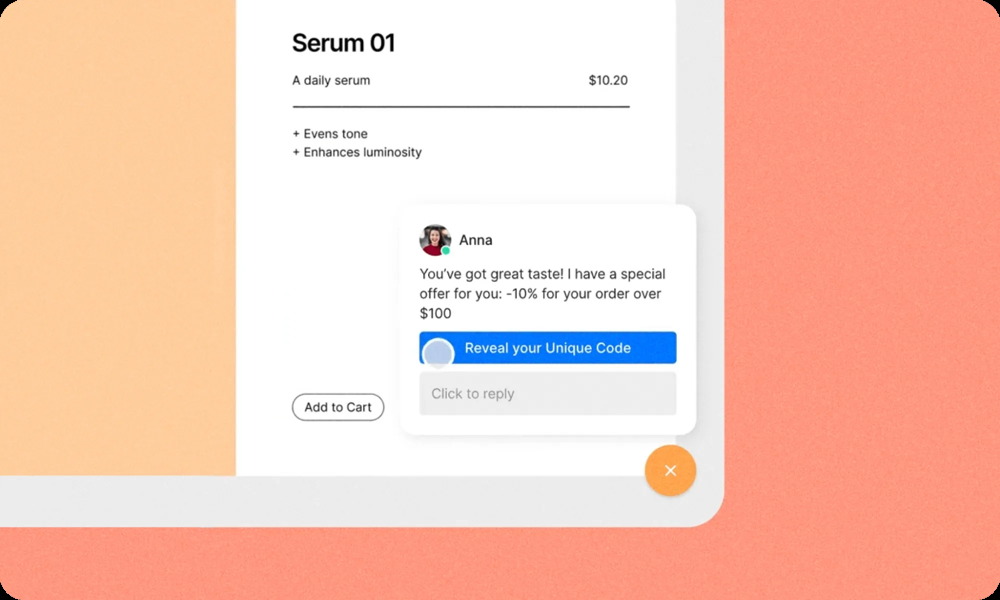 Serum 01
A daily serum $10.20
+ Evens tone
+ Enhances luminosity
Anna
You’ve got great taste! I have a special
offer for you: -10% for your order over
$100
Reveal your Unique Code
Click to reply
Add to Cart